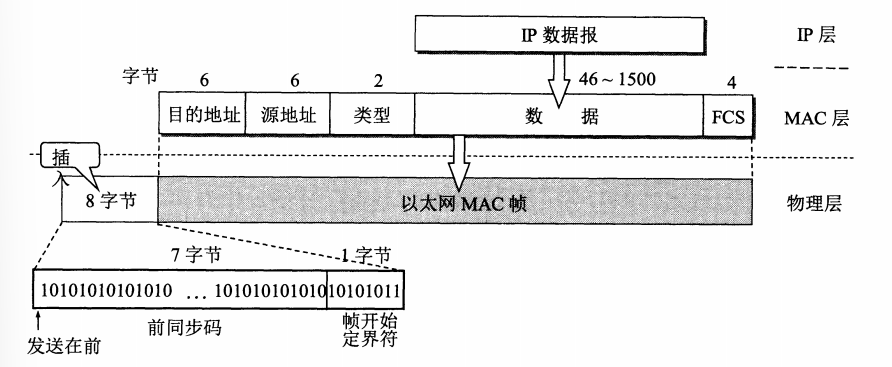 IP 数据报
IP 层
字节
6
6
2
46~1500
4
目的地址
源地址
类型
数 据
FCS
MAC 层
插
入
8 字节
以太网 MAC 帧
物理层
7 字节
1 字节
10101010101010 … 101010101010
10101011
前同步码
帧开始
定界符
发送在前